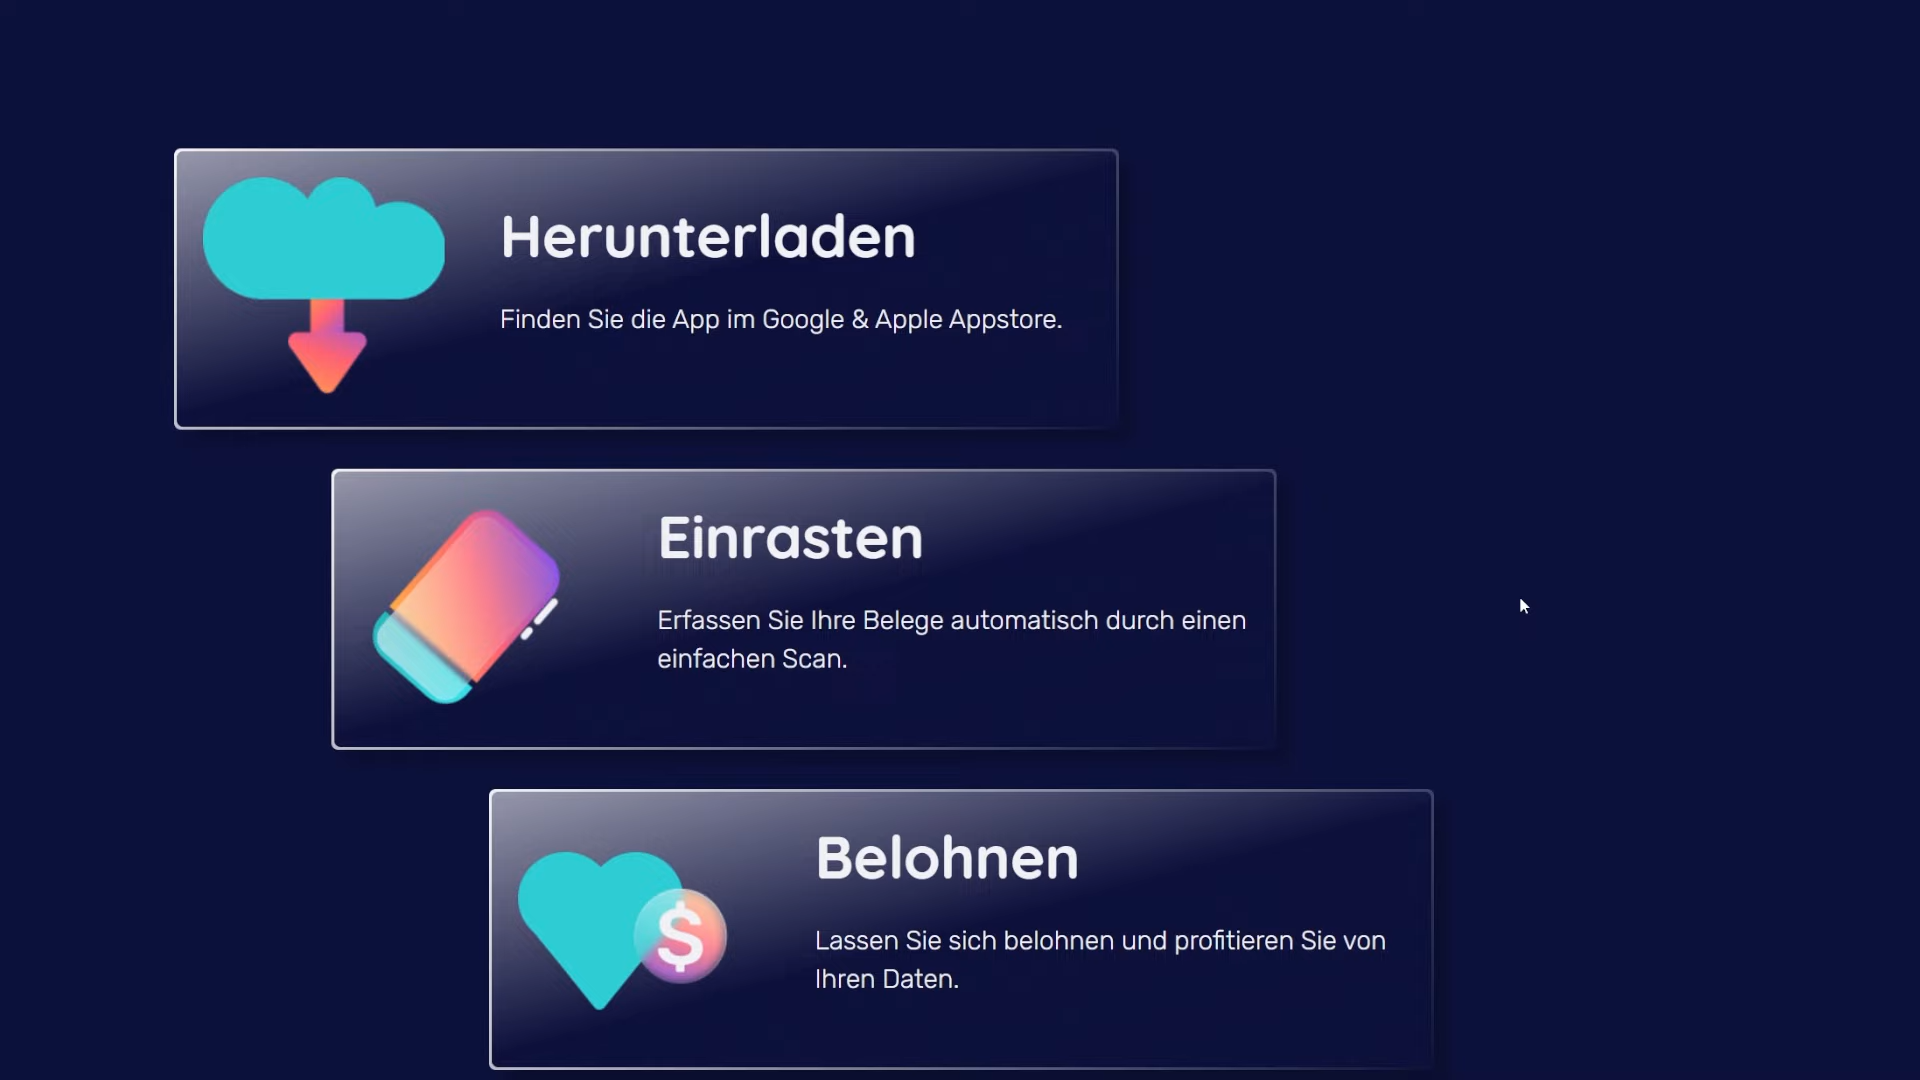 Herunterladen
Finden Sie die App im Google & Apple Appstore.
Einrasten
Erfassen Sie Ihre Belege automatisch durch einen
einfachen Scan.
Belohnen
$
Lassen Sie sich belohnen und profitieren Sie von
Ihren Daten.